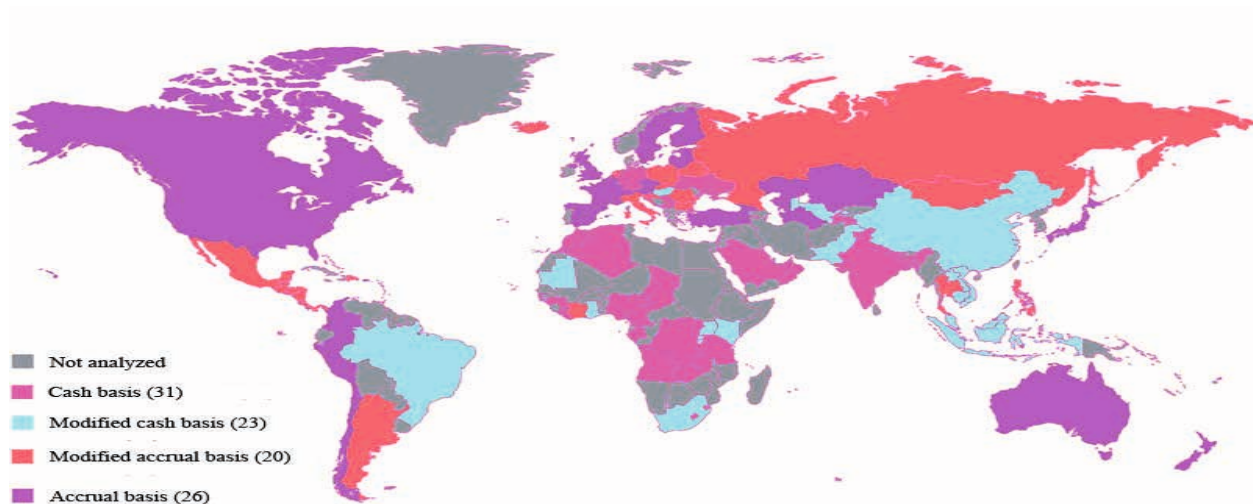 Not analyzed
Cash basis (31)
Modified cash basis (23)
Modified accrual basis (20)
Accrual basis (26)